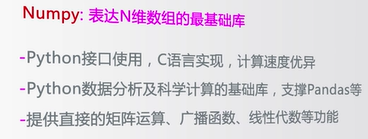 Numpy: 表达N维数组的最基础库
-Python接口使用，C语言实现，计算速度优异
-Python数据分析及科学计算的基础库，支撑Pandas等
-提供直接的矩阵运算、广播函数、线性代数等功能